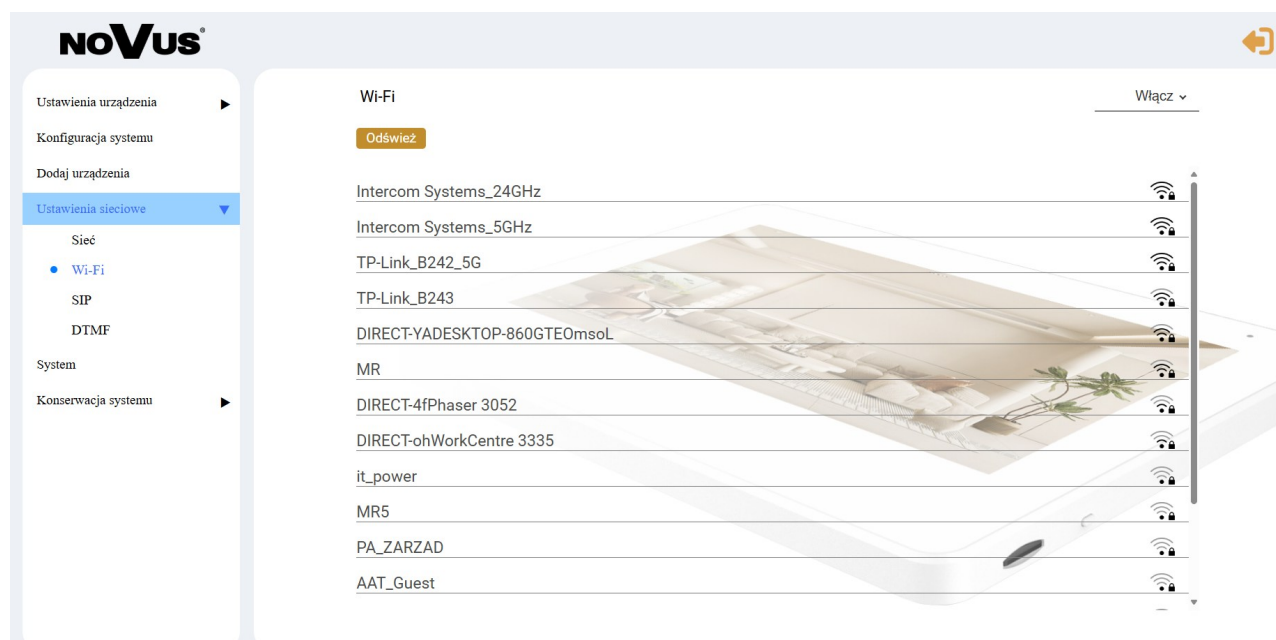 NOVUS®
Ustawienia urządzenia
Konfiguracja systemu
Dodaj urządzenia
Ustawienia sieciowe
Sieć
Wi-Fi
SIP
DTMF
System
Konserwacja systemu
Wi-Fi
Włącz
Odśwież
Intercom Systems_24GHz
Intercom Systems_5GHz
TP-Link_B242_5G
TP-Link_B243
DIRECT-YADESKTOP-860GTEOmsoL
MR
DIRECT-4fPhaser 3052
DIRECT-ohWorkCentre 3335
it_power
MR5
PA_ZARZAD
AAT_Guest